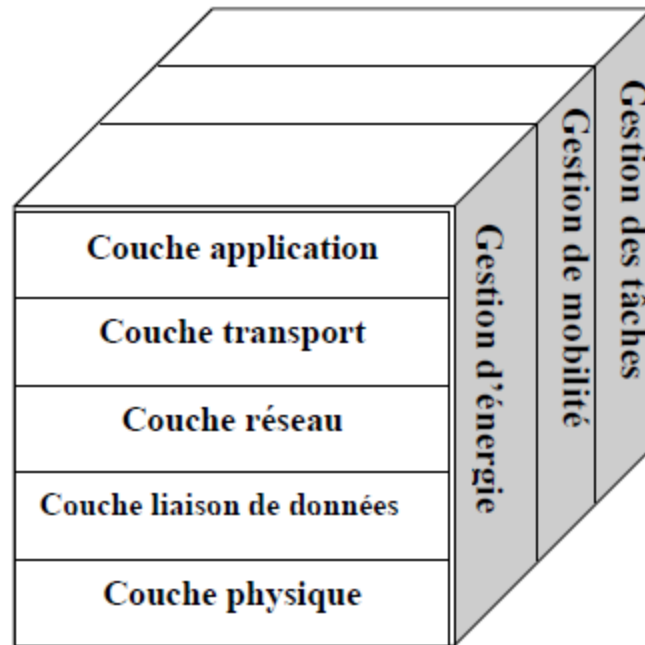 Couche application
Couche transport
Couche réseau
Couche liaison de données
Couche physique
Gestion d'énergie
Gestion de mobilité
Gestion des tâches